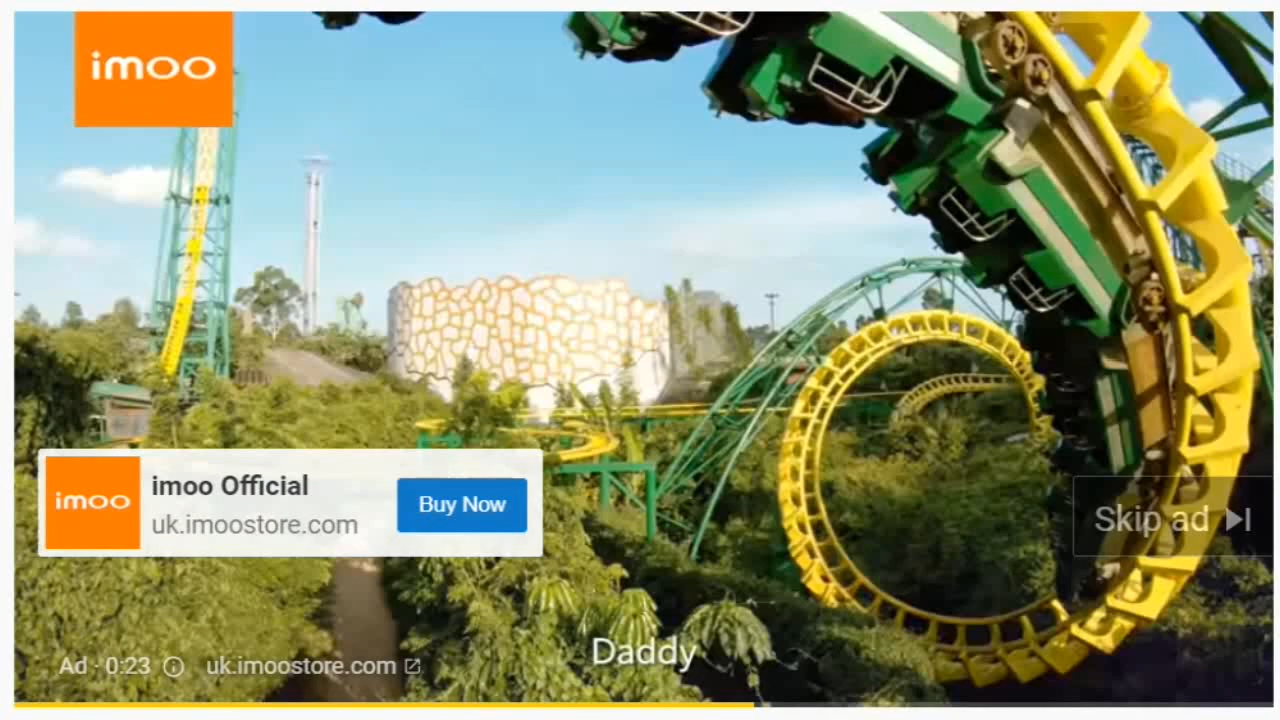 imoo
imoo
imoo Official
uk.imoostore.com
Buy Now
Skip ad
Daddy
Ad · 0:23
uk.imoostore.com